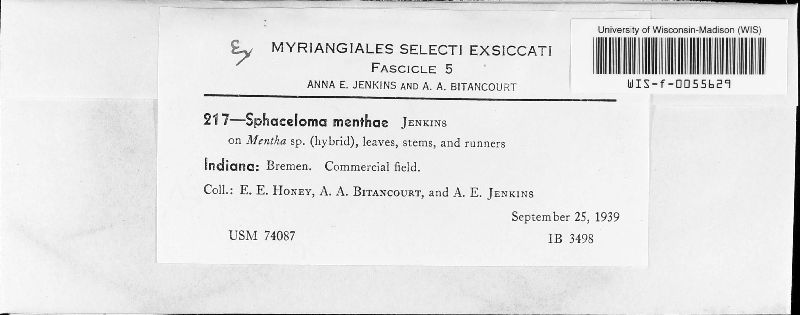 Ex
MYRIANGIALES SELECTI EXSICCATI
FASCICLE 5
ANNA E. JENKINS AND A. A. BITANCOURT
University of Wisconsin-Madison (WIS)
WIS-f-0055629
217—Sphaceloma menthae JENKINS
on Mentha sp. (hybrid), leaves, stems, and runners
Indiana: Bremen. Commercial field.
Coll.: E. E. HONEY, A. A. BITANCOURT, and A. E. JENKINS
September 25, 1939
USM 74087
IB 3498